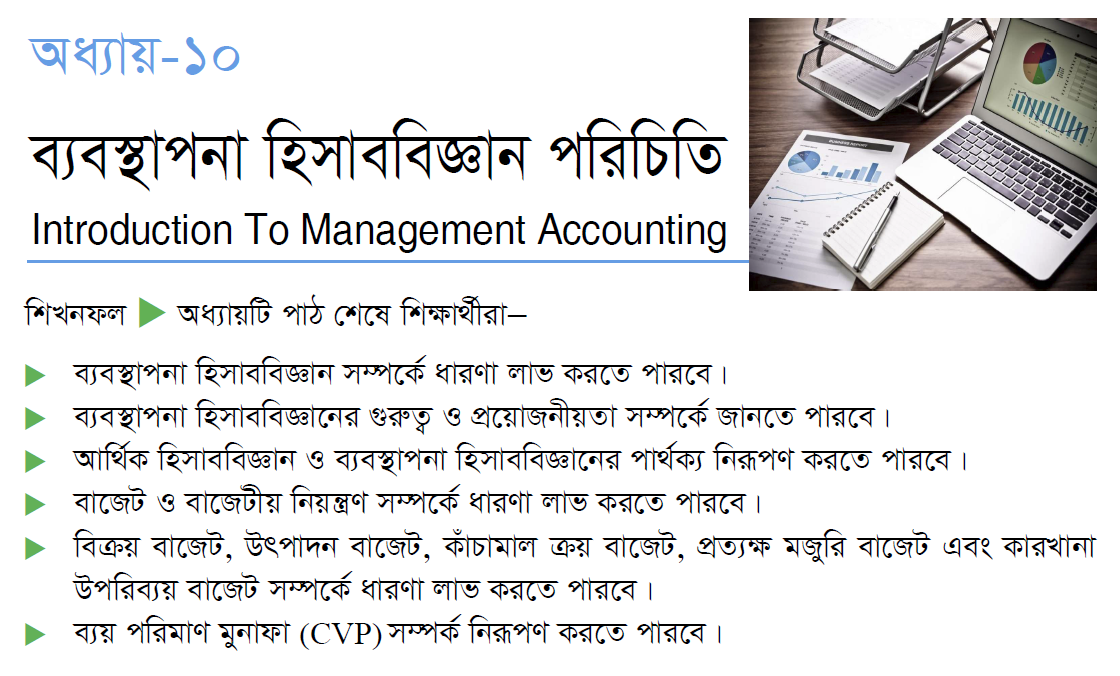 অধ্যায়-১০
ব্যবস্থাপনা হিসাববিজ্ঞান পরিচিতি
Introduction To Management Accounting
শিখনফল ▶ অধ্যায়টি পাঠ শেষে শিক্ষার্থীরা–
▶ ব্যবস্থাপনা হিসাববিজ্ঞান সম্পর্কে ধারণা লাভ করতে পারবে।
▶ ব্যবস্থাপনা হিসাববিজ্ঞানের গুরুত্ব ও প্রয়োজনীয়তা সম্পর্কে জানতে পারবে।
▶ আর্থিক হিসাববিজ্ঞান ও ব্যবস্থাপনা হিসাববিজ্ঞানের পার্থক্য নিরূপণ করতে পারবে।
▶ বাজেট ও বাজেটীয় নিয়ন্ত্রণ সম্পর্কে ধারণা লাভ করতে পারবে।
▶ বিক্রয় বাজেট, উৎপাদন বাজেট, কাঁচামাল ক্রয় বাজেট, প্রত্যক্ষ মজুরি বাজেট এবং কারখানা
উপরিব্যয় বাজেট সম্পর্কে ধারণা লাভ করতে পারবে।
▶ ব্যয় পরিমাণ মুনাফা (CVP) সম্পর্ক নিরূপণ করতে পারবে।